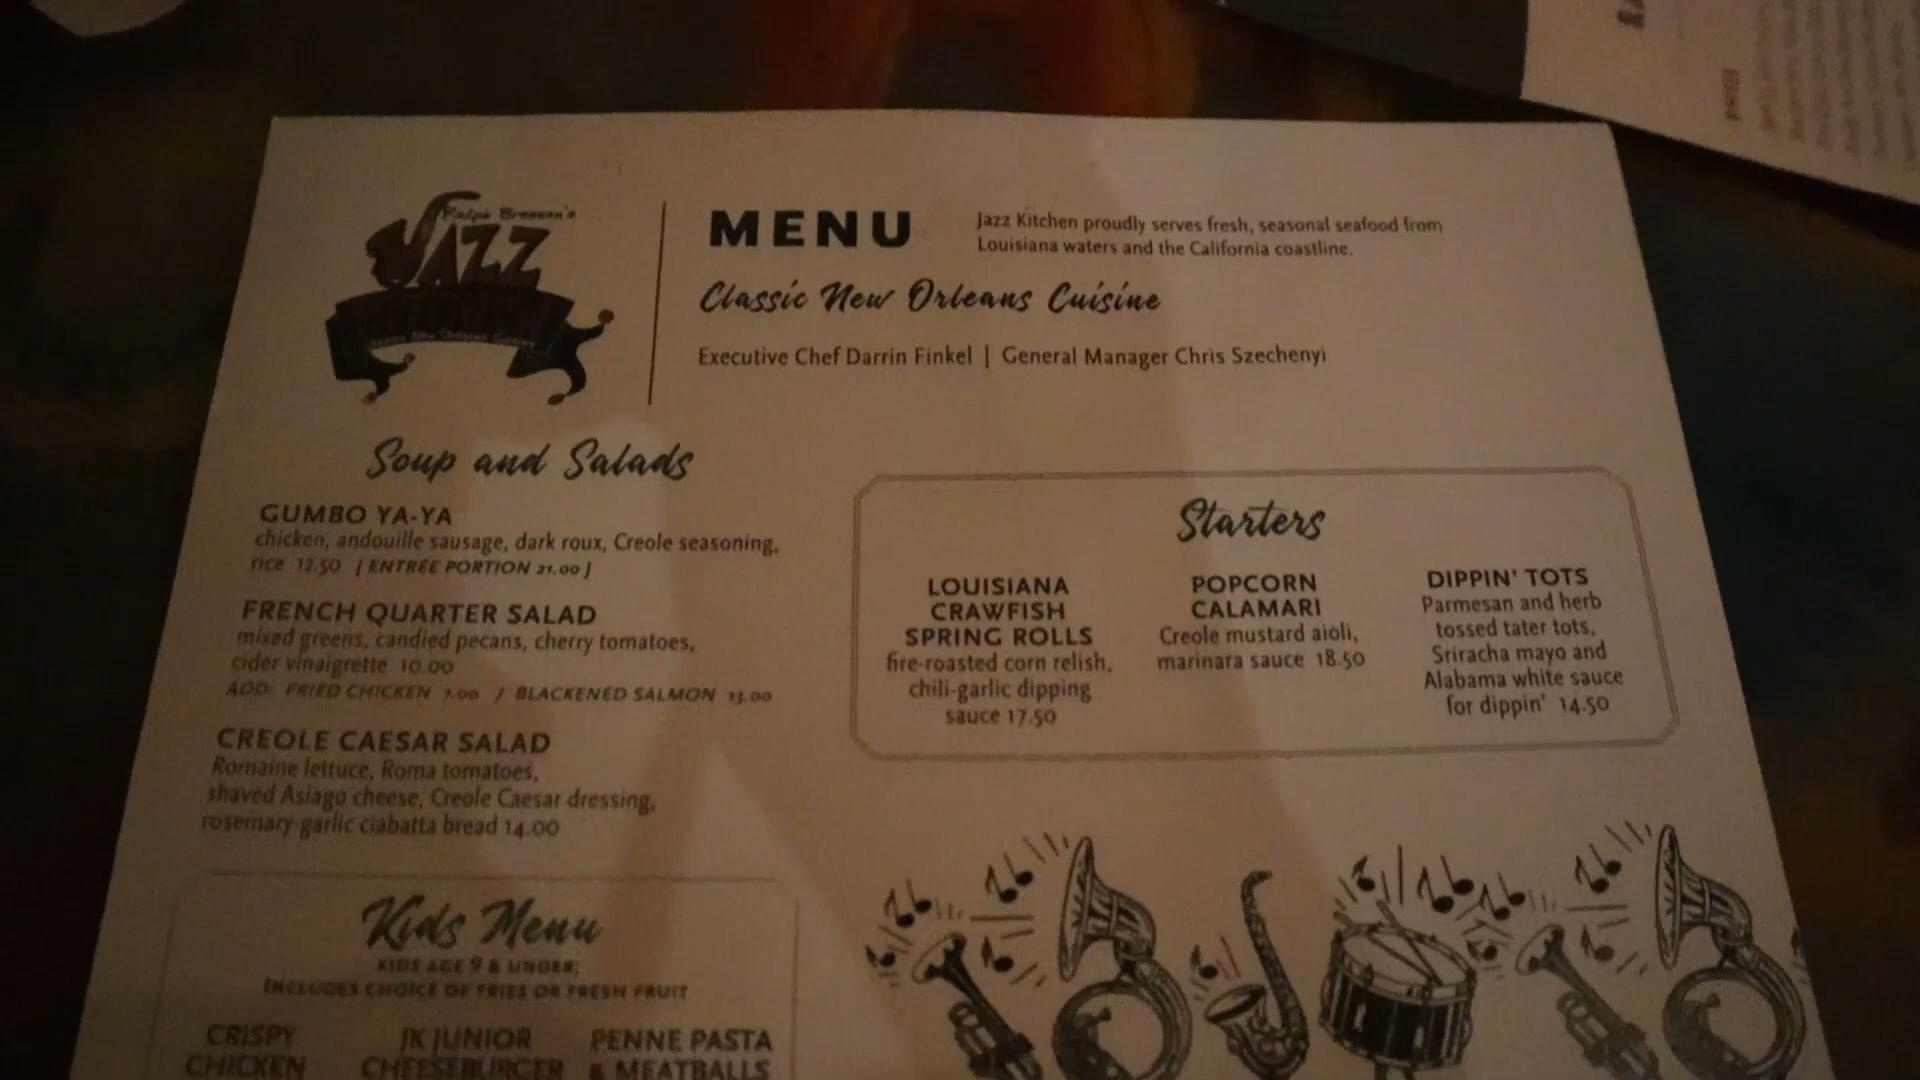 Ralph Brennan's
JAZZ
MENU
Jazz Kitchen proudly serves fresh, seasonal seafood from
Louisiana waters and the California coastline.
Classic New Orleans Cuisine
Executive Chef Darrin Finkel | General Manager Chris Szechenyi
Soup and Salads
GUMBO YA-YA
chicken, andouille sausage, dark roux, Creole seasoning,
rice 12.50 [ ENTRÉE PORTION 21.00 ]
FRENCH QUARTER SALAD
mixed greens, candied pecans, cherry tomatoes,
cider vinaigrette 10.00
ADD: FRIED CHICKEN 7.00 / BLACKENED SALMON 13.00
CREOLE CAESAR SALAD
Romaine lettuce, Roma tomatoes,
shaved Asiago cheese, Creole Caesar dressing,
rosemary-garlic ciabatta bread 14.00
Starters
LOUISIANA
CRAWFISH
SPRING ROLLS
fire-roasted corn relish,
chili-garlic dipping
sauce 17.50
POPCORN
CALAMARI
Creole mustard aioli,
marinara sauce 18.50
DIPPIN' TOTS
Parmesan and herb
tossed tater tots,
Sriracha mayo and
Alabama white sauce
for dippin' 14.50
Kids Menu
KIDS AGE 9 & UNDER;
INCLUDES CHOICE OF FRIES OR FRESH FRUIT
CRISPY
CHICKEN
JK JUNIOR
CHEESEBURGER
PENNE PASTA
& MEATBALLS